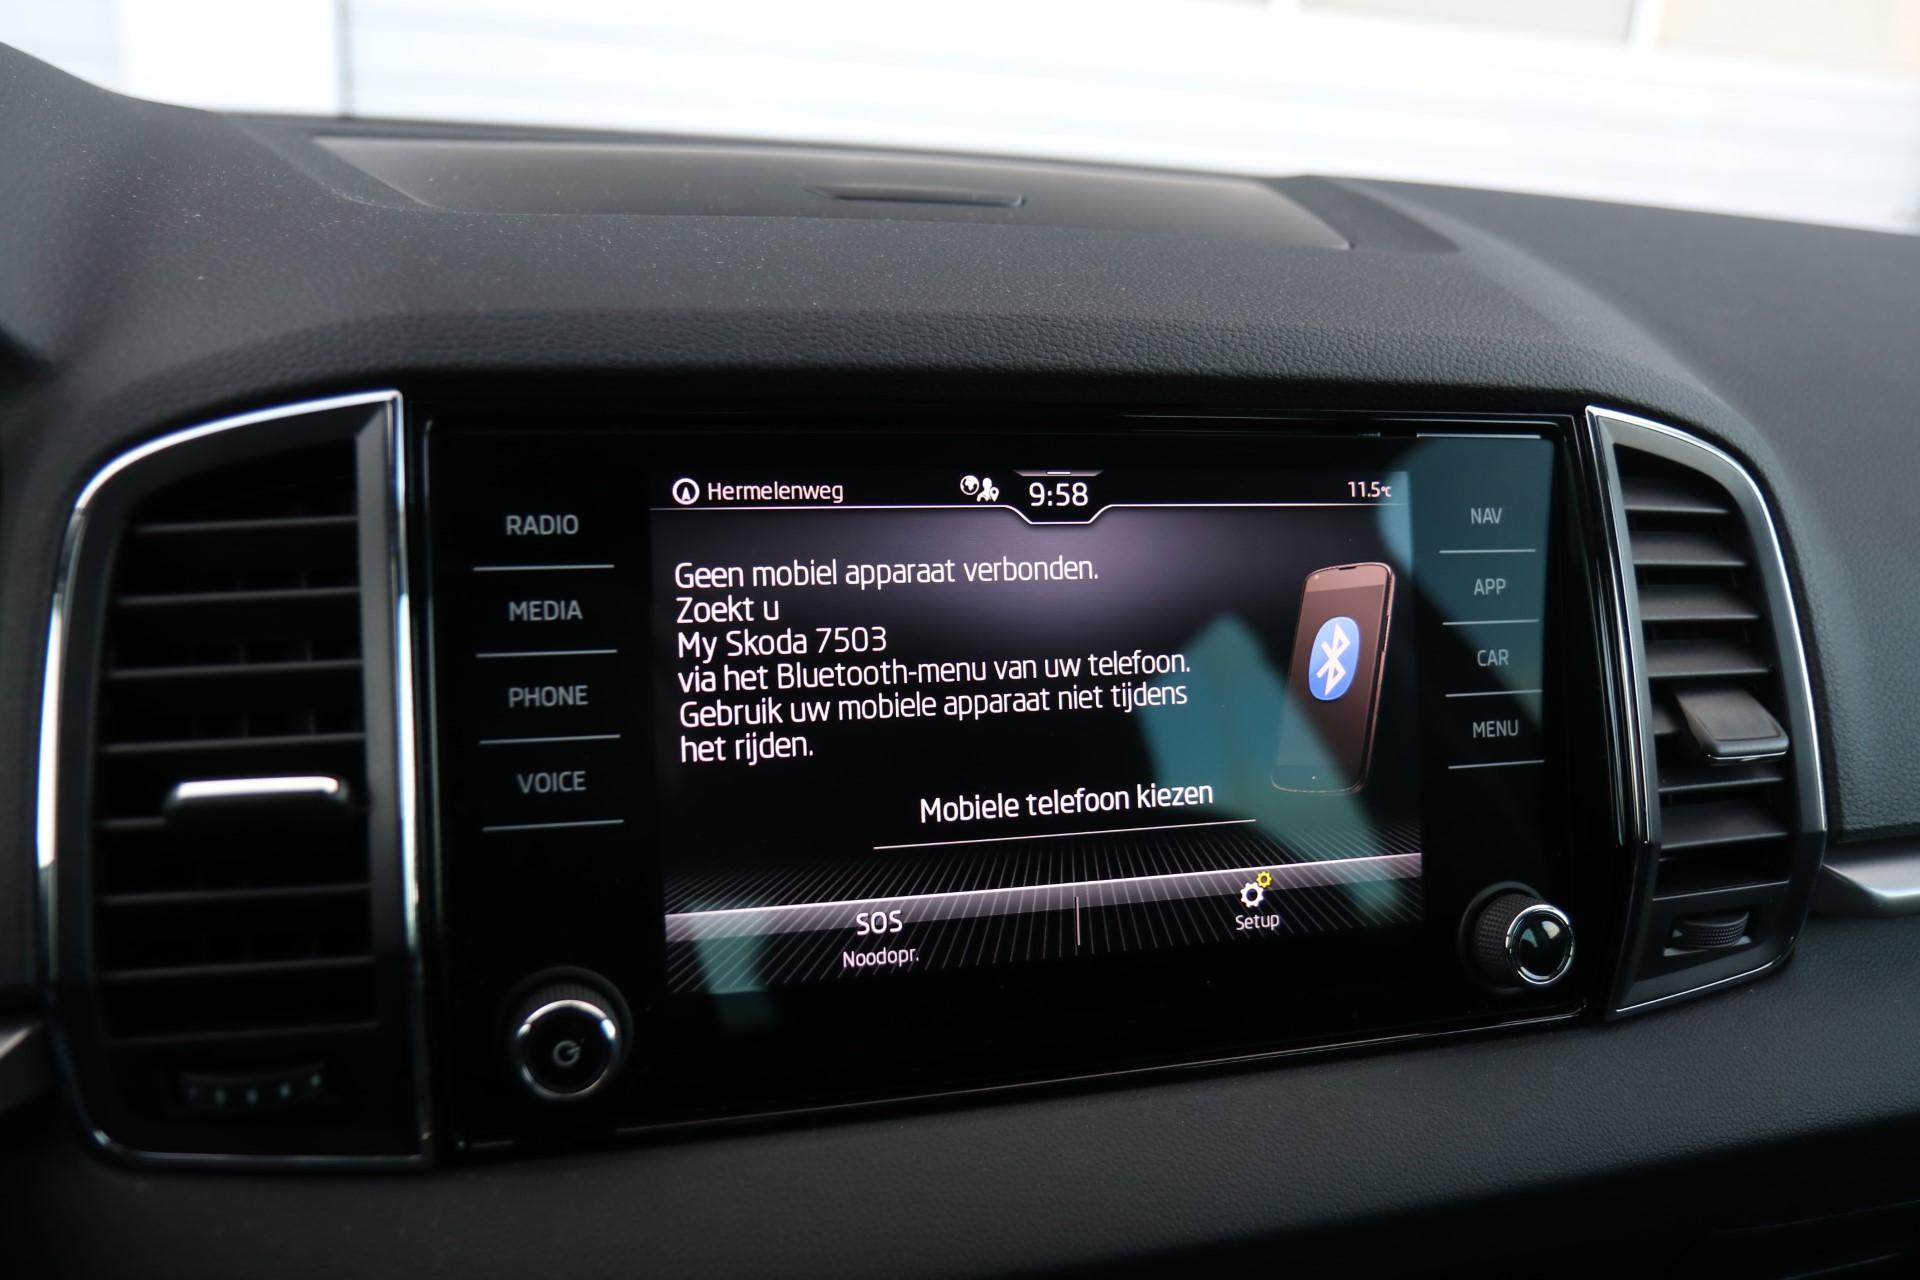 Hermelenweg
9:58
11.5°C
RADIO
MEDIA
PHONE
VOICE
Geen mobiel apparaat verbonden.
Zoekt u
My Skoda 7503
via het Bluetooth-menu van uw telefoon.
Gebruik uw mobiele apparaat niet tijdens
het rijden.
Mobiele telefoon kiezen
SOS
Noodopr.
Setup
NAV
APP
CAR
MENU